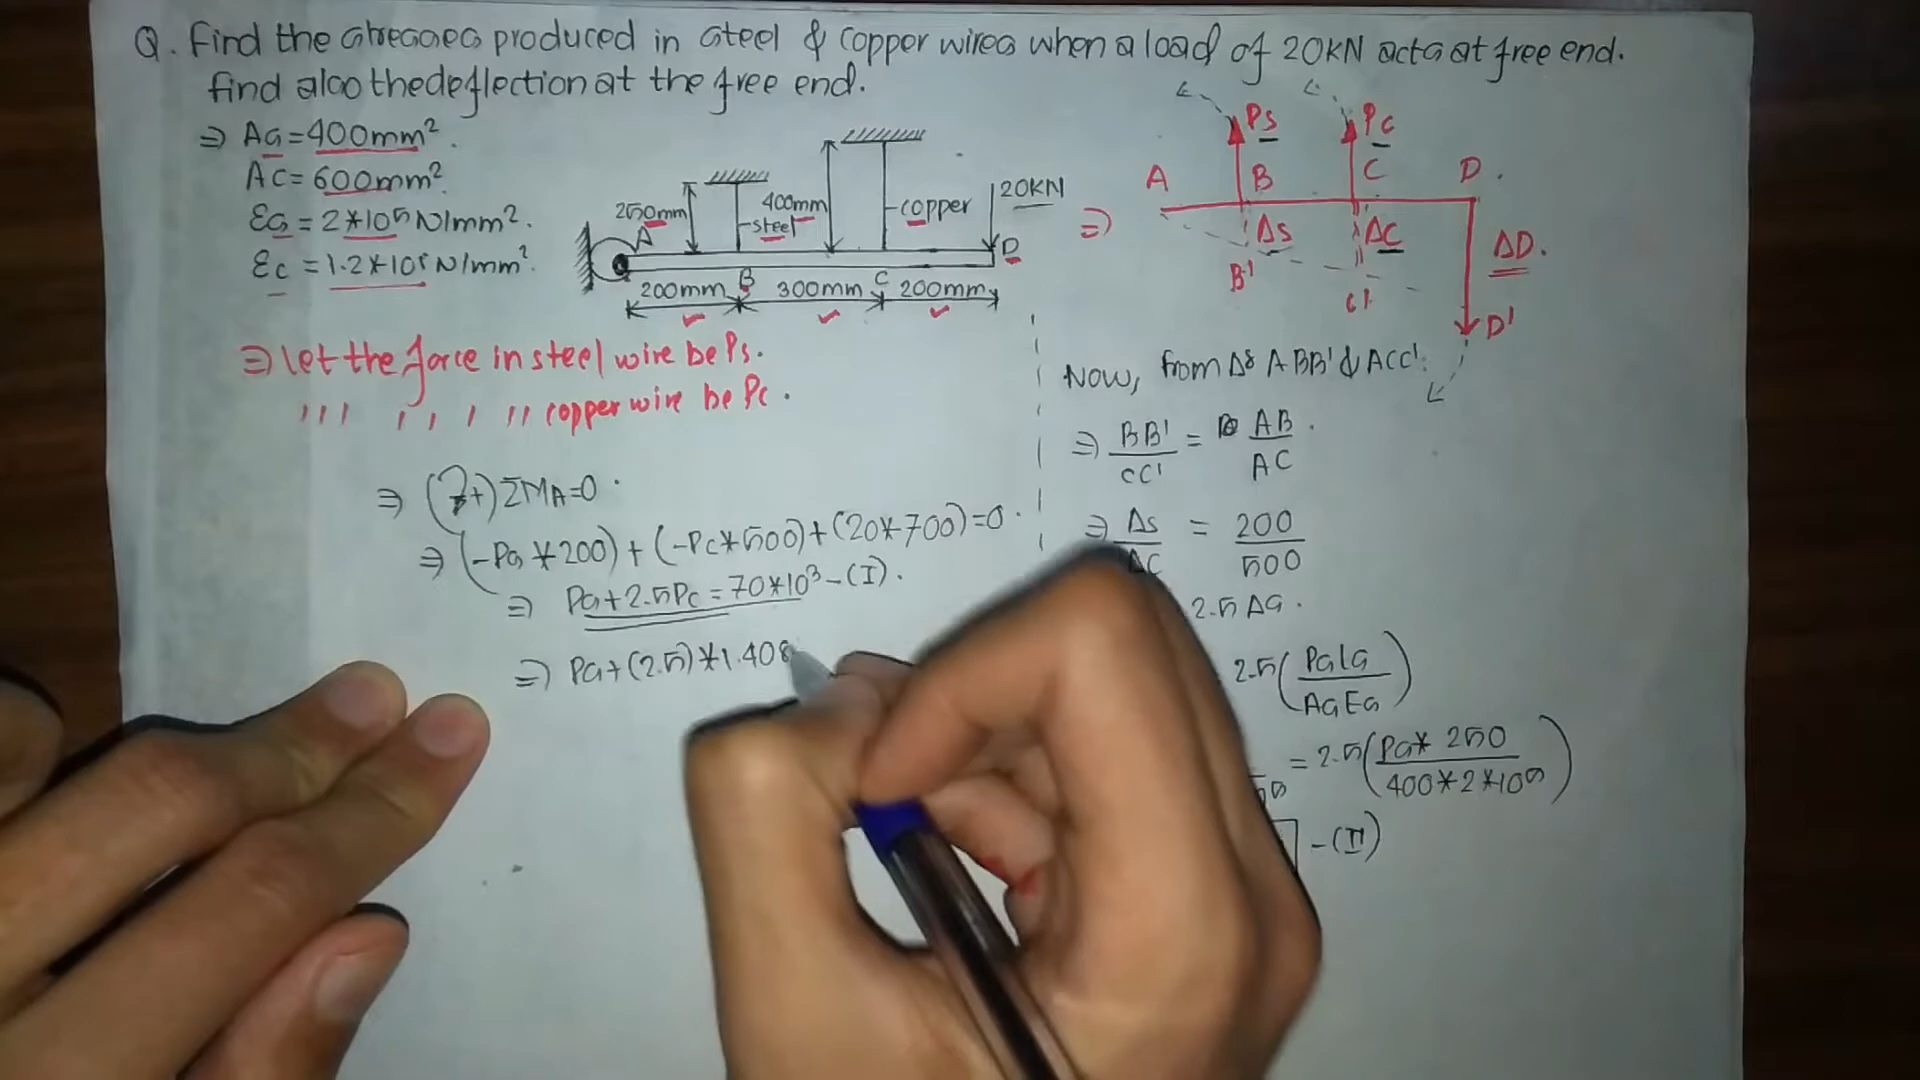 Q. Find the stresses produced in steel & copper wires when a load of 20KN acts at free end.
find also the deflection at the free end.
⇒ As = 400mm².
Ac = 600mm².
Es = 2*10⁵ N/mm².
Ec = 1.2*10⁵ N/mm².
250mm
steel
400mm
copper
20KN
A
B
C
D
200mm
300mm
200mm
⇒
Ps
Pc
A
B
C
D.
Δs
Δc
ΔD.
B'
C'
D'
⇒ let the force in steel wire be Ps.
''' ' ' ' '' copper wire be Pc.
⇒ (+) ΣMA=0.
⇒ (-Ps*200) + (-Pc*500) + (20*700)=0.
⇒ Ps+2.5Pc = 70*10³ -(I).
⇒ Ps+(2.5)*1.408
Now, from Δs ABB' & ACC'.
⇒ BB'/CC' = AB/AC.
⇒ Δs/ΔC = 200/500
2.5Δs.
2.5(Psls/AsEs)
= 2.5(Ps*250/400*2*10⁵)
-(II)